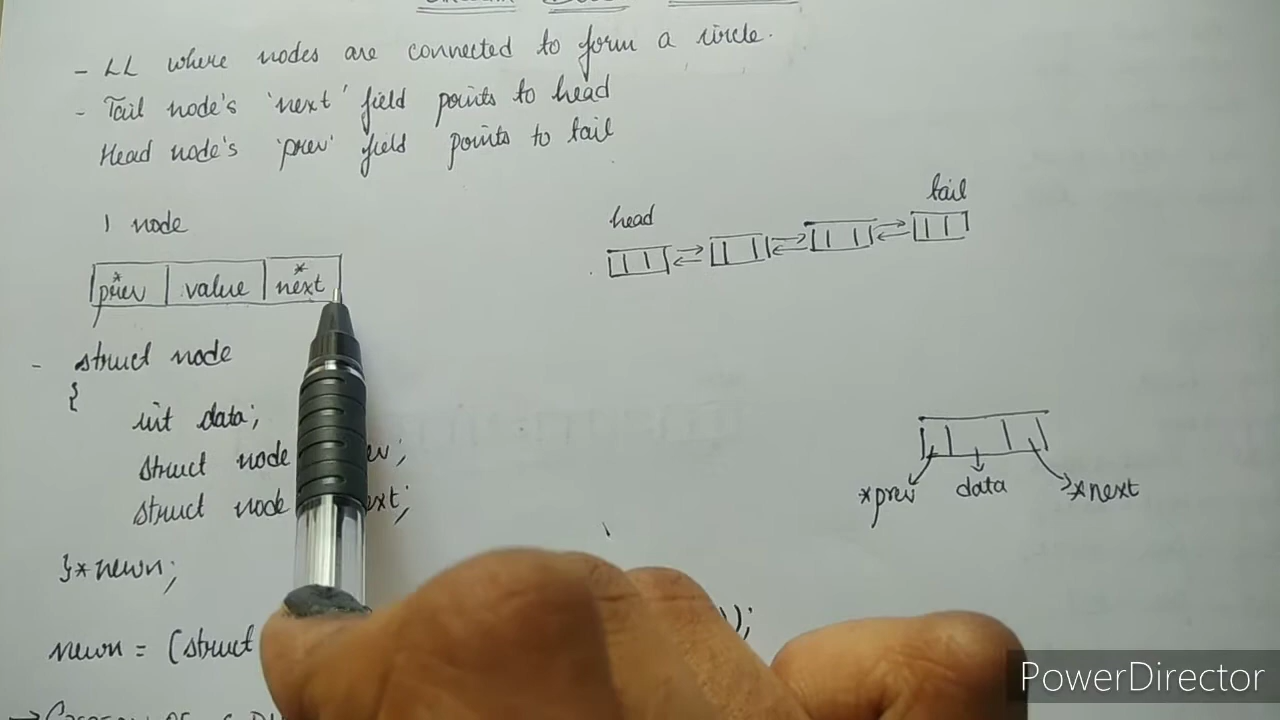 - LL where nodes are connected to form a circle.
- Tail node's 'next' field points to head
Head node's 'prev' field points to tail
1 node
head
tail
*prev value *next
- struct node
{
int data;
struct node ev;
struct node ext;
}*newn;
*prev data *next
newn = (struct ));
PowerDirector